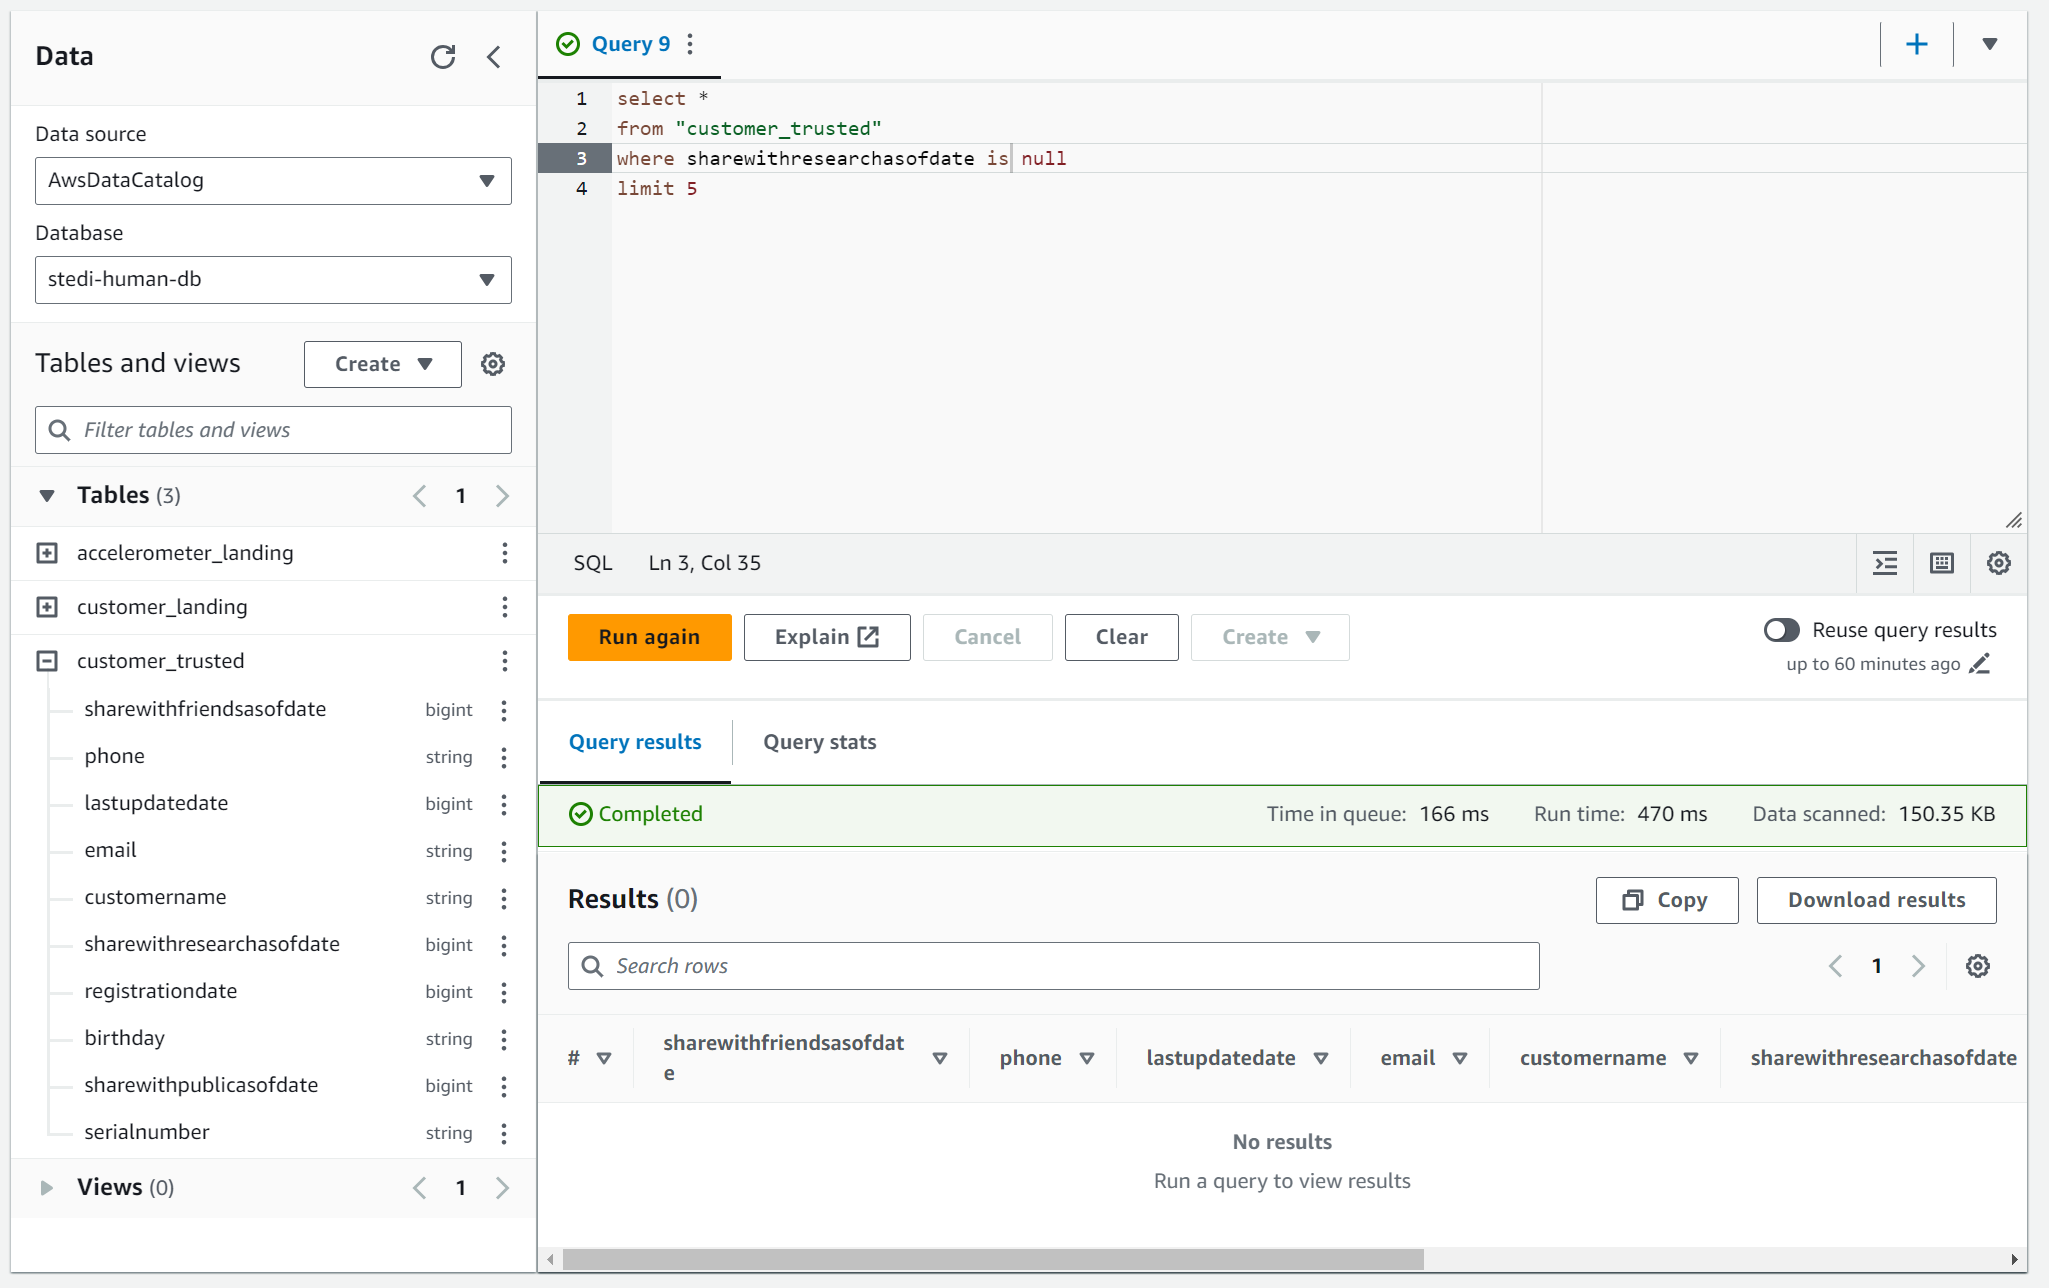 Data
Data source
AwsDataCatalog
Database
stedi-human-db
Tables and views
Create
Filter tables and views
Tables (3)
1
accelerometer_landing
customer_landing
customer_trusted
sharewithfriendsasofdate bigint
phone string
lastupdatedate bigint
email string
customername string
sharewithresearchasofdate bigint
registrationdate bigint
birthday string
sharewithpublicasofdate bigint
serialnumber string
Views (0)
1
Query 9
1 select *
2 from "customer_trusted"
3 where sharewithresearchasofdate is null
4 limit 5
SQL Ln 3, Col 35
Run again
Explain
Cancel
Clear
Create
Reuse query results
up to 60 minutes ago
Query results
Query stats
Completed
Time in queue: 166 ms Run time: 470 ms Data scanned: 150.35 KB
Results (0)
Copy
Download results
Search rows
1
# sharewithfriendsasofdat
e phone lastupdatedate email customername sharewithresearchasofdate
No results
Run a query to view results